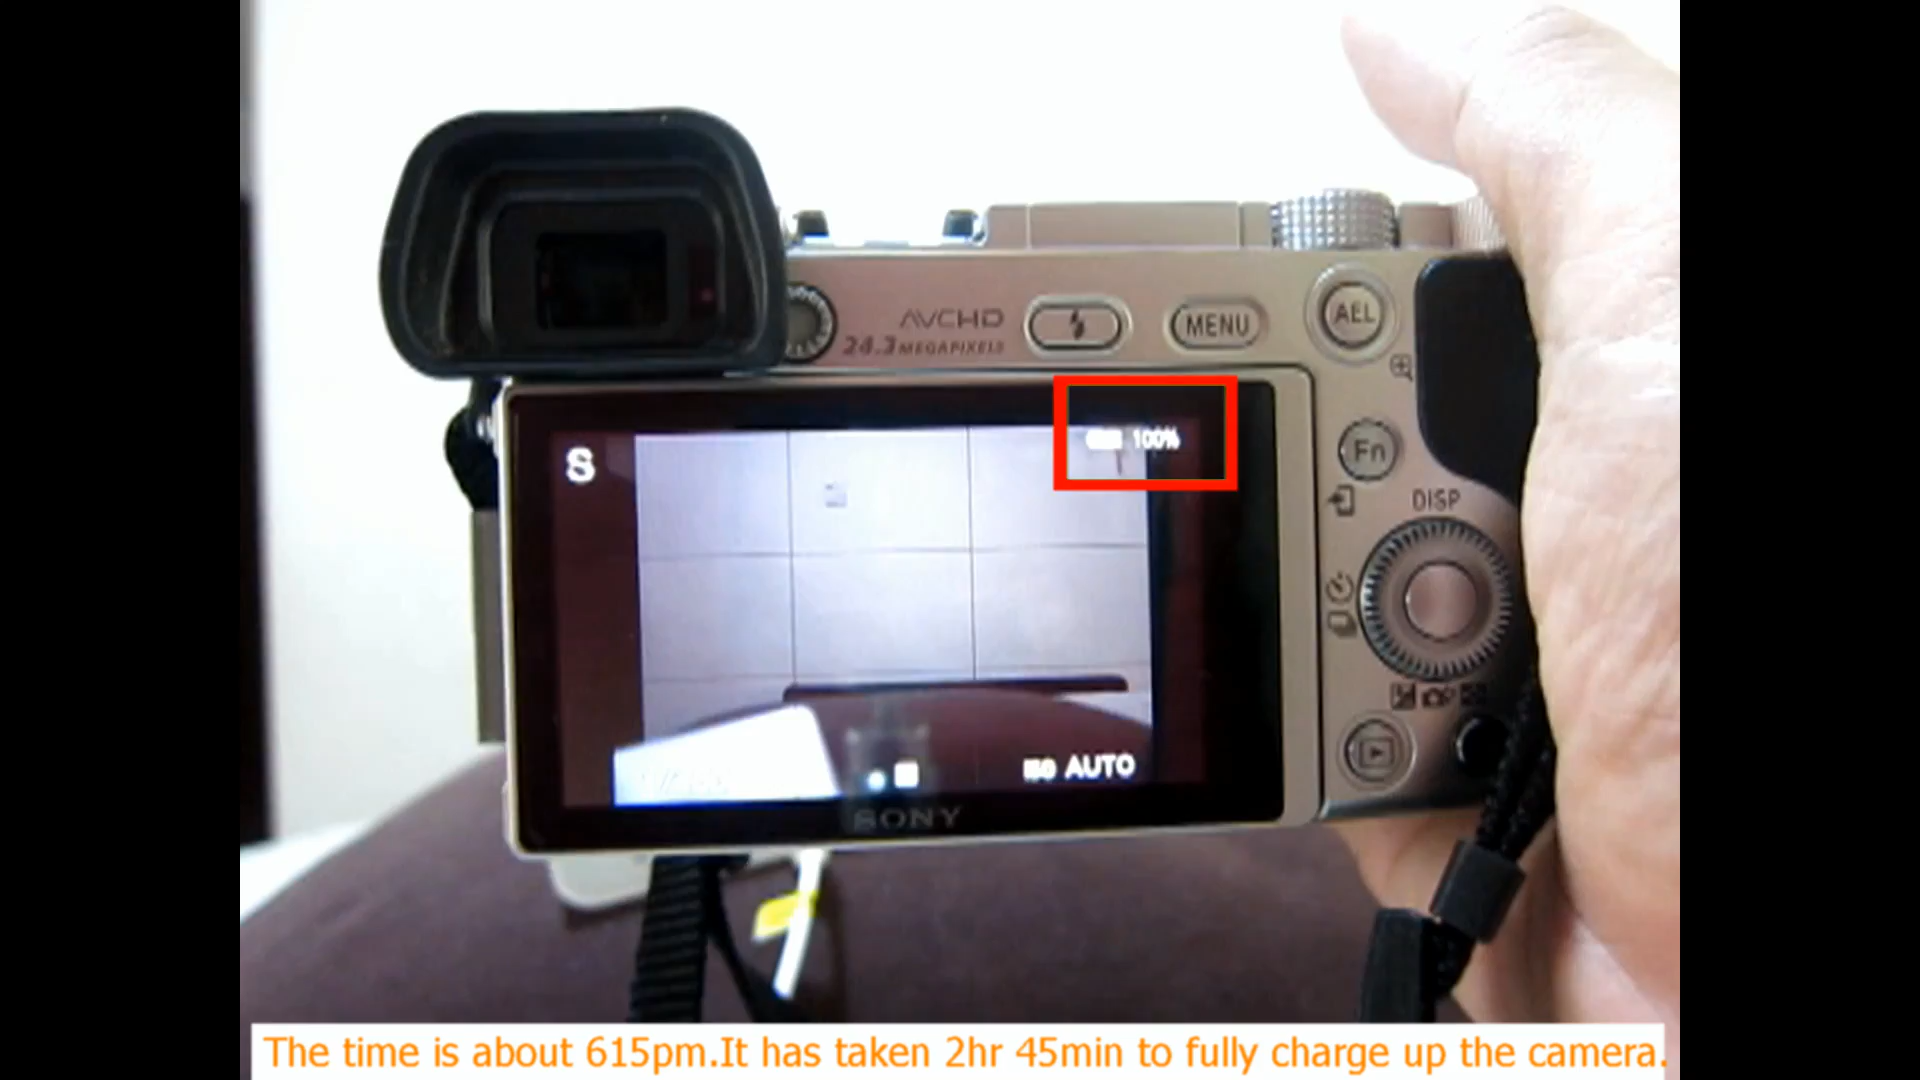 AVCHD
24.3 MEGAPIXELS
MENU
AEL
100%
S
Fn
DISP
ISO AUTO
SONY
The time is about 615pm.It has taken 2hr 45min to fully charge up the camera.